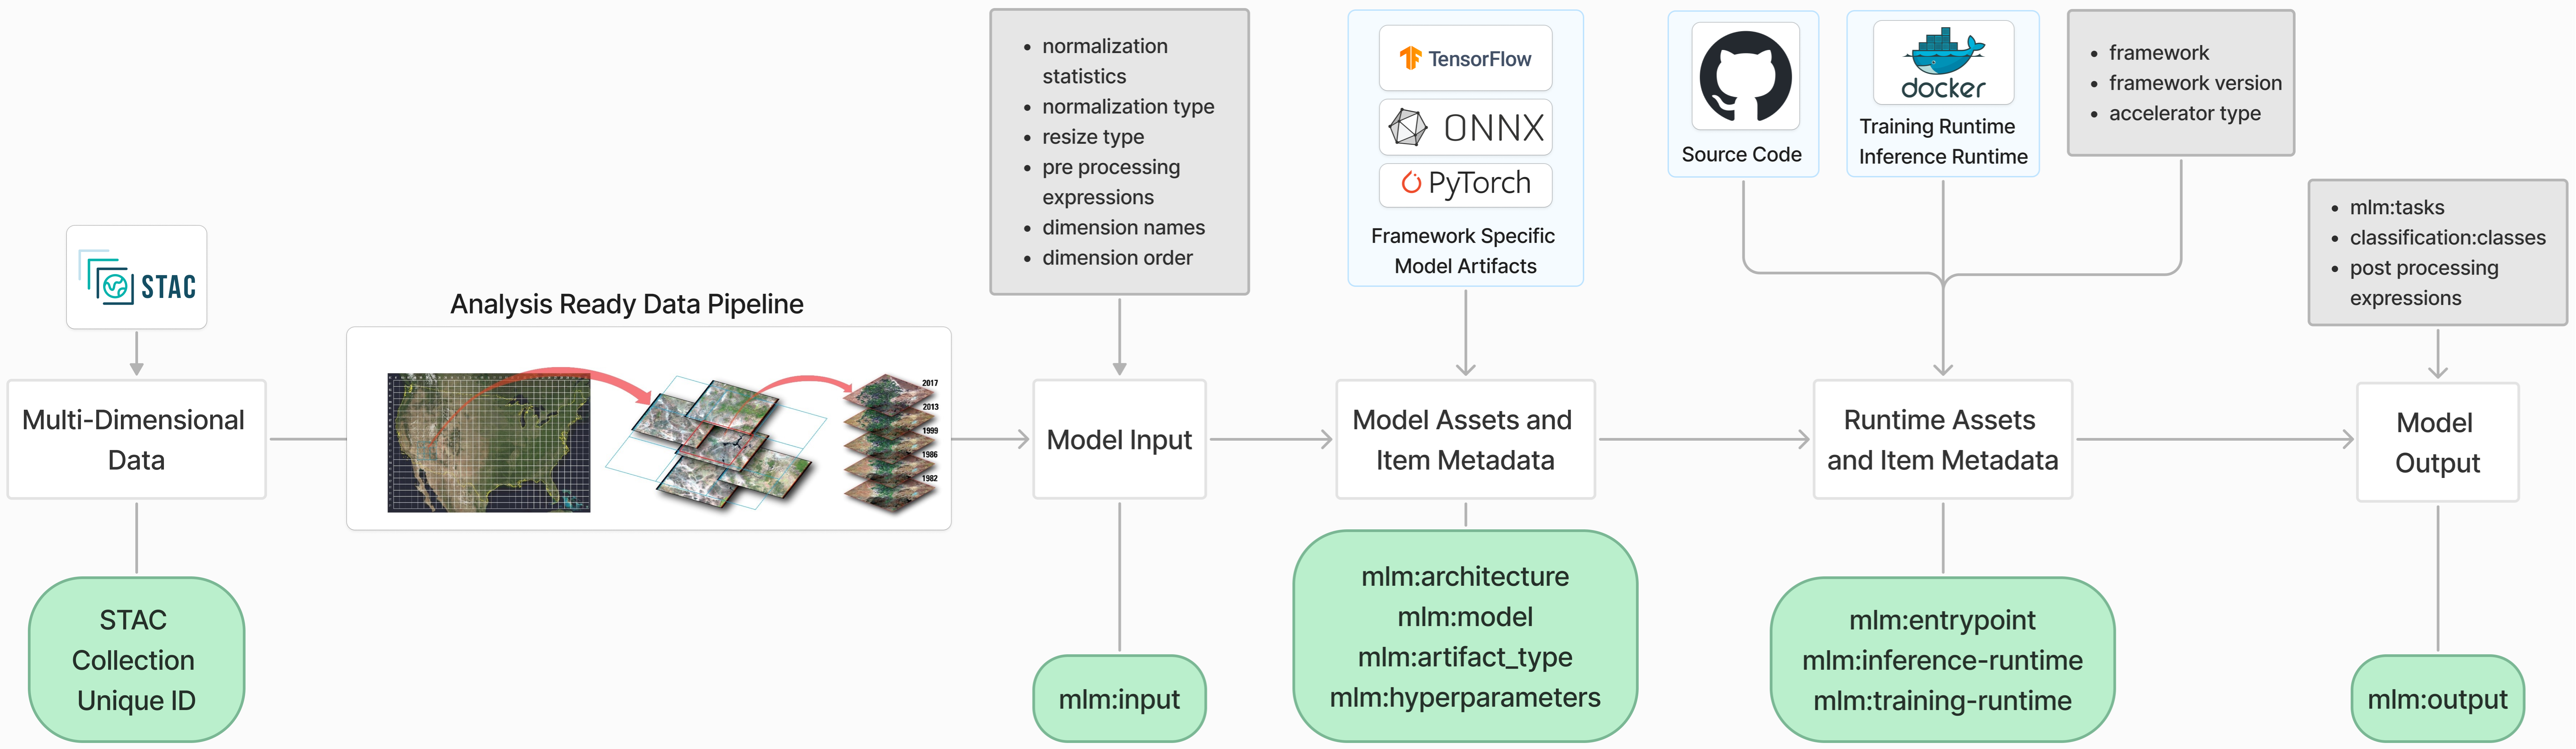 STAC
Multi-Dimensional
Data
STAC
Collection
Unique ID
Analysis Ready Data Pipeline
2017
2013
1999
1986
1982
• normalization
statistics
• normalization type
• resize type
• pre processing
expressions
• dimension names
• dimension order
Model Input
mlm:input
TensorFlow
ONNX
PyTorch
Framework Specific
Model Artifacts
Model Assets and
Item Metadata
mlm:architecture
mlm:model
mlm:artifact_type
mlm:hyperparameters
Source Code
docker
Training Runtime
Inference Runtime
• framework
• framework version
• accelerator type
Runtime Assets
and Item Metadata
mlm:entrypoint
mlm:inference-runtime
mlm:training-runtime
• mlm:tasks
• classification:classes
• post processing
expressions
Model
Output
mlm:output